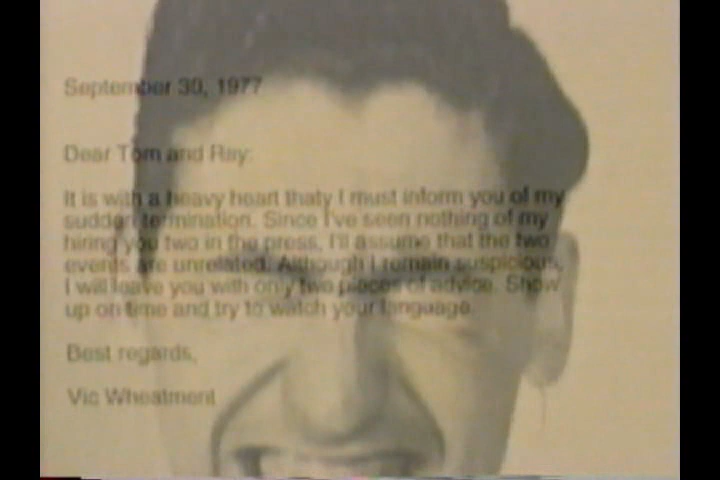 September 30, 1977
Dear Tom and Ray:
It is with a heavy heart thaty I must inform you of my
sudden termination. Since I've seen nothing of my
hiring you two in the press, I'll assume that the two
events are unrelated. Although I remain suspicious,
I will leave you with only two pieces of advice. Show
up on time and try to watch your language.
Best regards,
Vic Wheatment